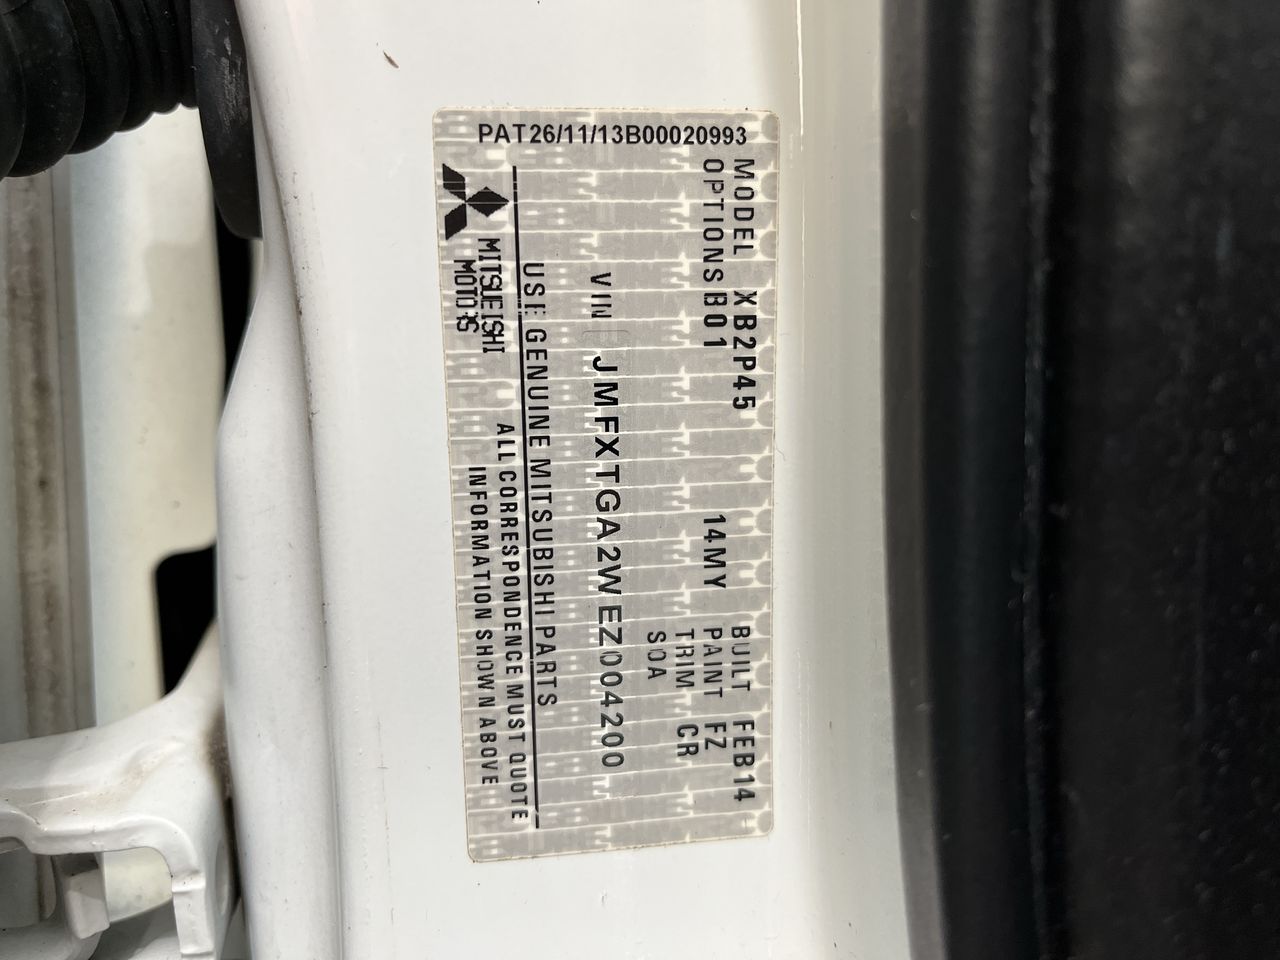 PAT26/11/13B00020993
MODEL XB2P45 BUILT FEB14
OPTIONS B01 14MY PAINT FZ
TRIM CR
SOA
VIN JMFXTGA2WEZ004200
USE GENUINE MITSUBISHI PARTS
MITSUBISHI
MOTORS
ALL CORRESPONDENCE MUST QUOTE
INFORMATION SHOWN ABOVE